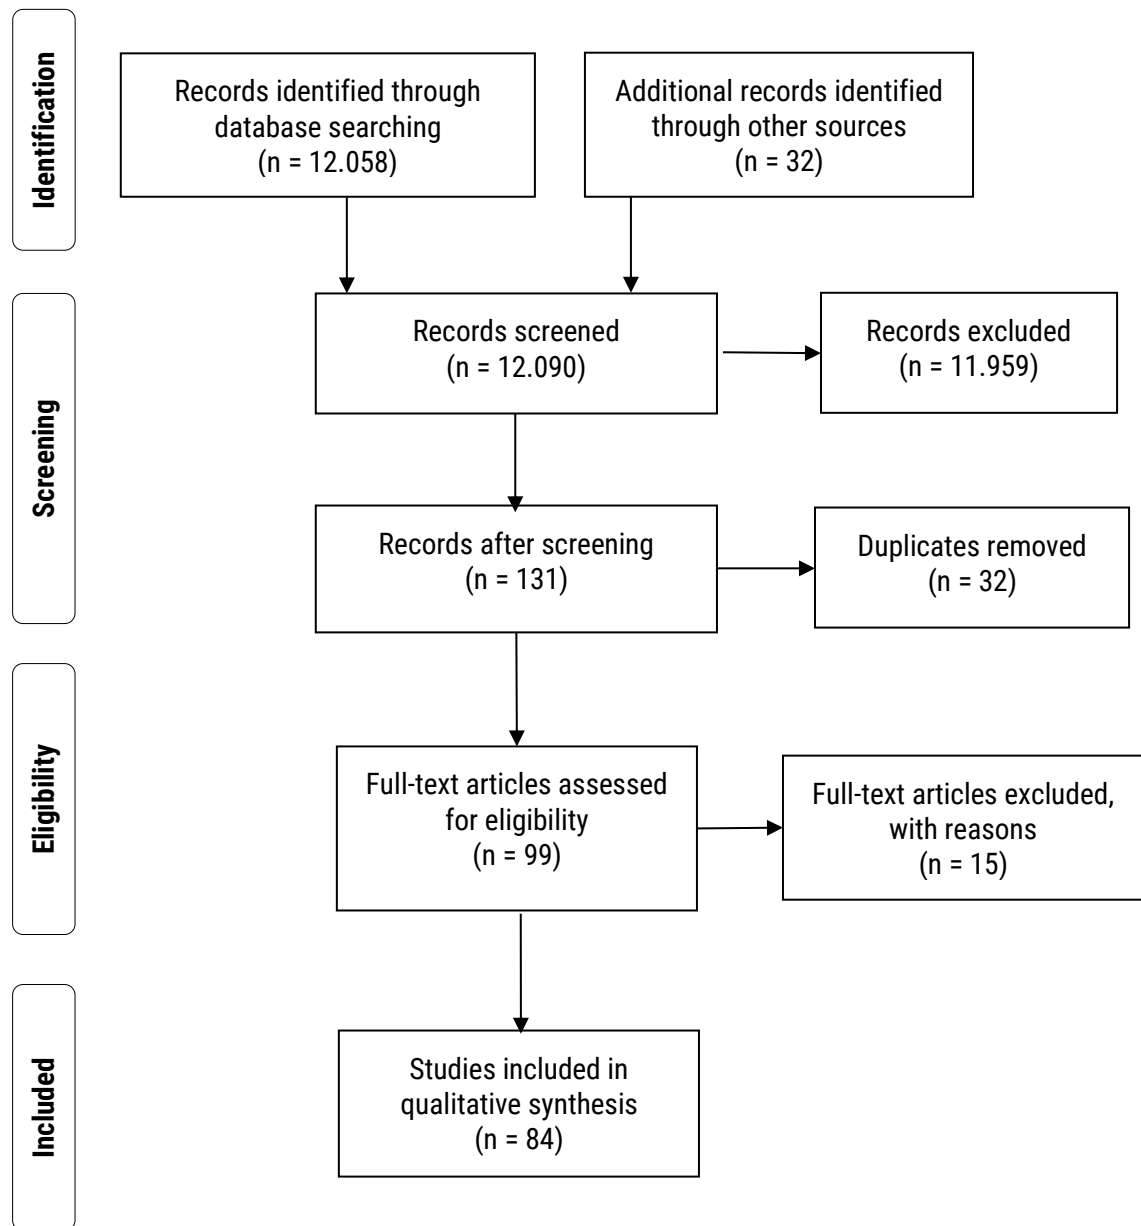 Identification
Records identified through
database searching
(n = 12.058)
Additional records identified
through other sources
(n = 32)
Screening
Records screened
(n = 12.090)
Records excluded
(n = 11.959)
Records after screening
(n = 131)
Duplicates removed
(n = 32)
Eligibility
Full-text articles assessed
for eligibility
(n = 99)
Full-text articles excluded,
with reasons
(n = 15)
Included
Studies included in
qualitative synthesis
(n = 84)